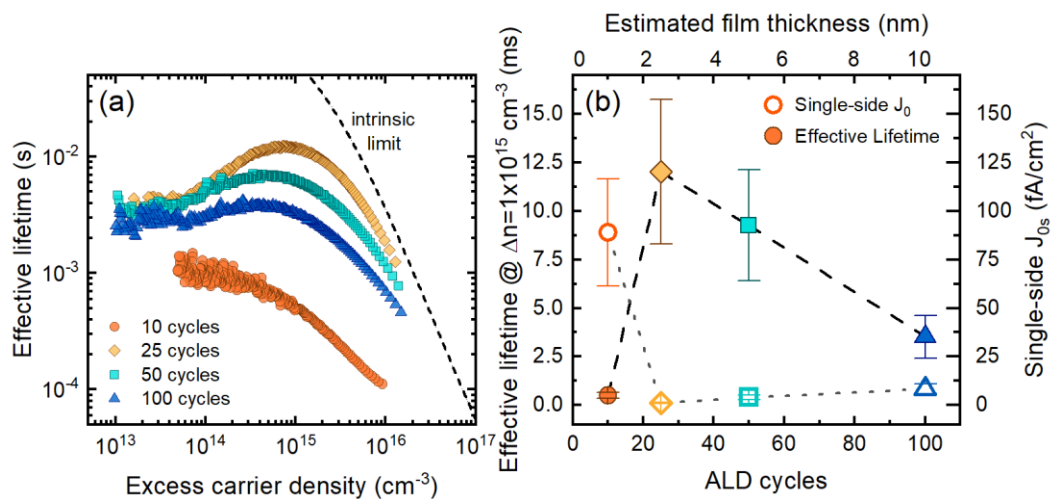 (a)
intrinsic
limit
10 cycles
25 cycles
50 cycles
100 cycles
10⁻²
10⁻³
10⁻⁴
10¹³ 10¹⁴ 10¹⁵ 10¹⁶ 10¹⁷
Effective lifetime (s)
Excess carrier density (cm⁻³)
Estimated film thickness (nm)
0 2 4 6 8 10
(b)
Single-side J₀
Effective Lifetime
15.0
12.5
10.0
7.5
5.0
2.5
0.0
150
125
100
75
50
25
0
0 20 40 60 80 100
Effective lifetime @ Δn=1x10¹⁵ cm⁻³ (ms)
Single-side J₀ₛ (fA/cm²)
ALD cycles